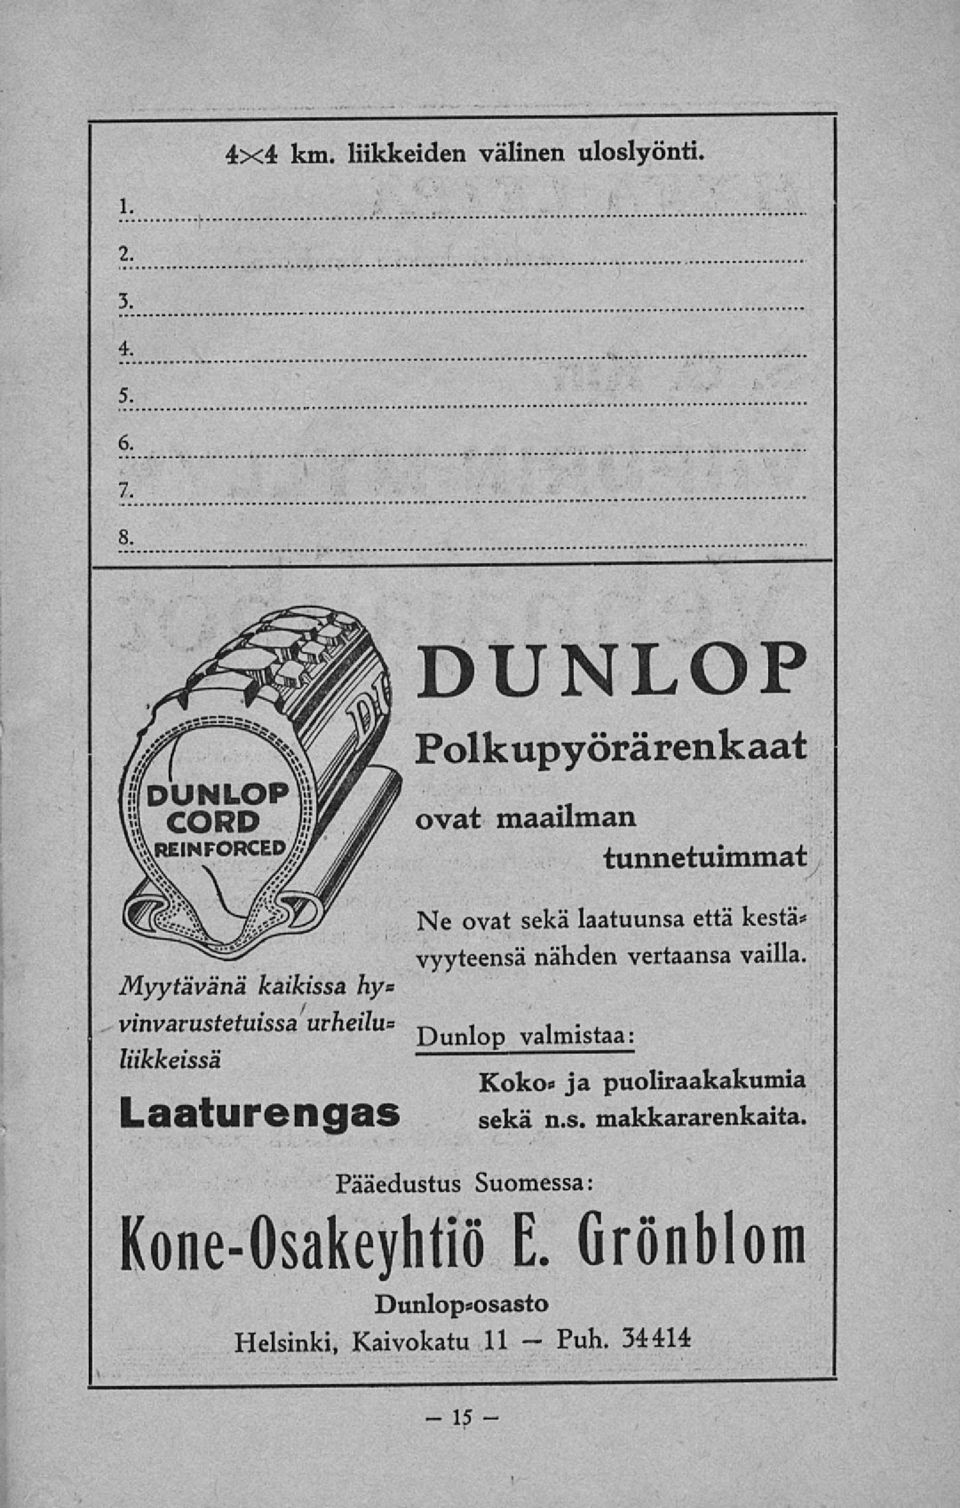 4×4 km. liikkeiden välinen uloslyönti.
1.
2.
3.
4.
5.
6.
7.
8.
DUNLOP
CORD
REINFORCED
Myytävänä kaikissa hy=
vinvarustetuissa urheilu=
liikkeissä
Laaturengas
DUNLOP
Polkupyörärenkaat
ovat maailman
tunnetuimmat
Ne ovat sekä laatuunsa että kestä=
vyyteensä nähden vertaansa vailla.
Dunlop valmistaa:
Koko= ja puoliraakakumia
sekä n.s. makkararenkaita.
Pääedustus Suomessa:
Kone-Osakeyhtiö E. Grönblom
Dunlop=osasto
Helsinki, Kaivokatu 11 — Puh. 34414
— 15 —